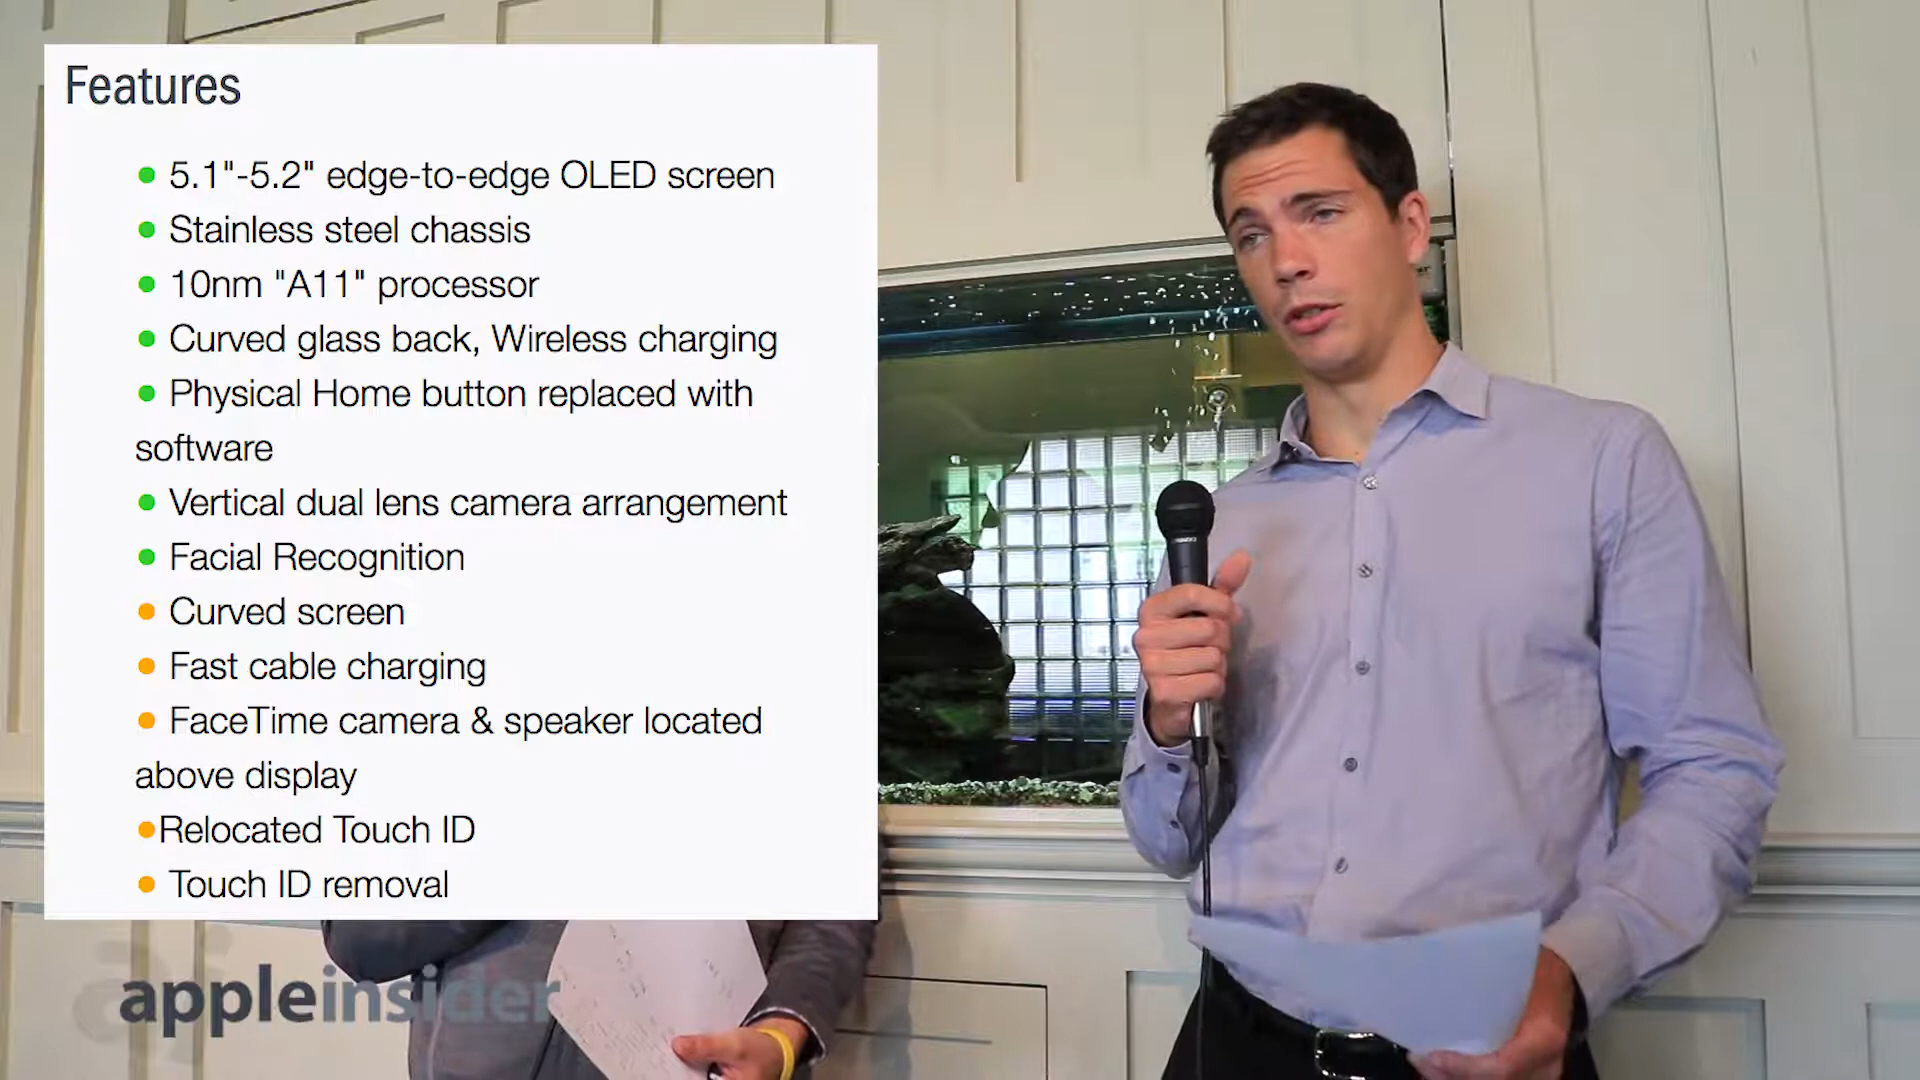 Features
• 5.1"-5.2" edge-to-edge OLED screen
• Stainless steel chassis
• 10nm "A11" processor
• Curved glass back, Wireless charging
• Physical Home button replaced with
software
• Vertical dual lens camera arrangement
• Facial Recognition
• Curved screen
• Fast cable charging
• FaceTime camera & speaker located
above display
•Relocated Touch ID
• Touch ID removal
appleinsider